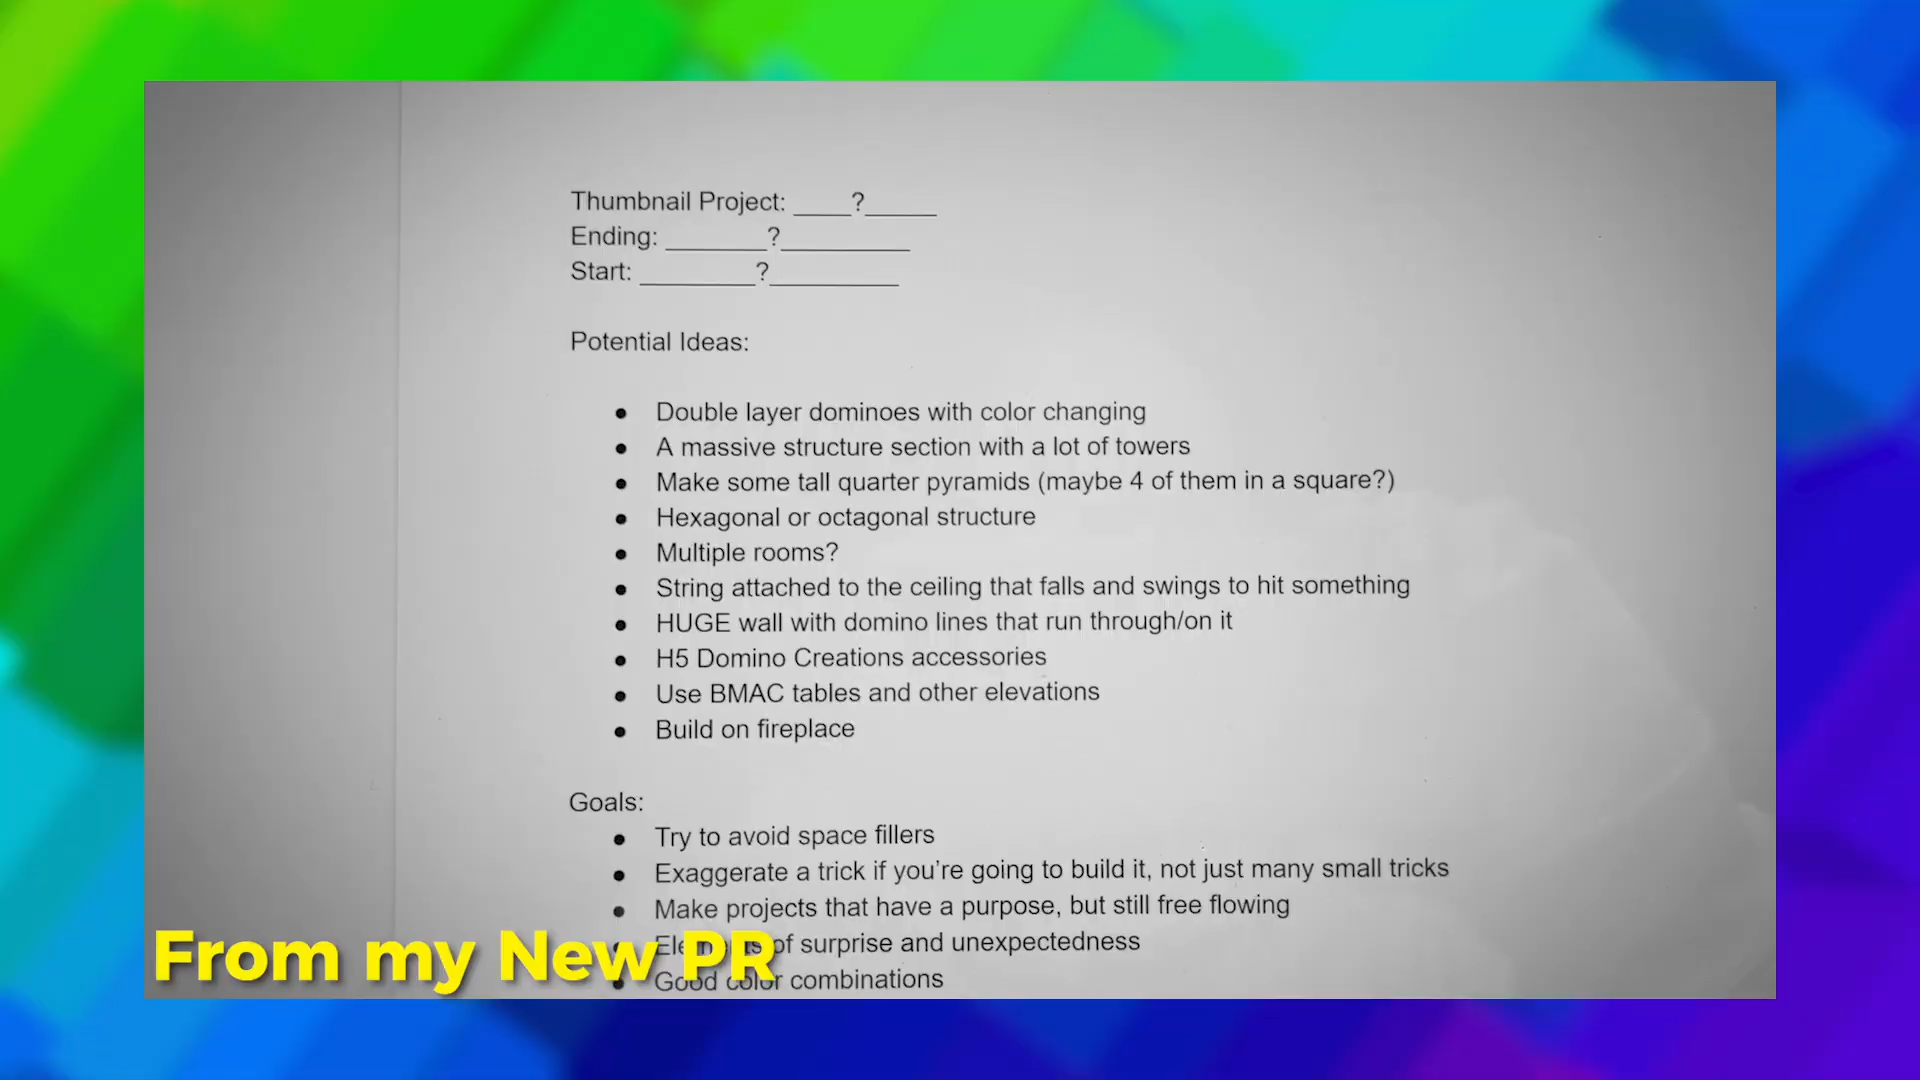 Thumbnail Project: ____?_____
Ending: _______?_________
Start: ________?_________
Potential Ideas:
● Double layer dominoes with color changing
● A massive structure section with a lot of towers
● Make some tall quarter pyramids (maybe 4 of them in a square?)
● Hexagonal or octagonal structure
● Multiple rooms?
● String attached to the ceiling that falls and swings to hit something
● HUGE wall with domino lines that run through/on it
● H5 Domino Creations accessories
● Use BMAC tables and other elevations
● Build on fireplace
Goals:
● Try to avoid space fillers
● Exaggerate a trick if you’re going to build it, not just many small tricks
● Make projects that have a purpose, but still free flowing
● Elements of surprise and unexpectedness
● Good color combinations
From my New PR